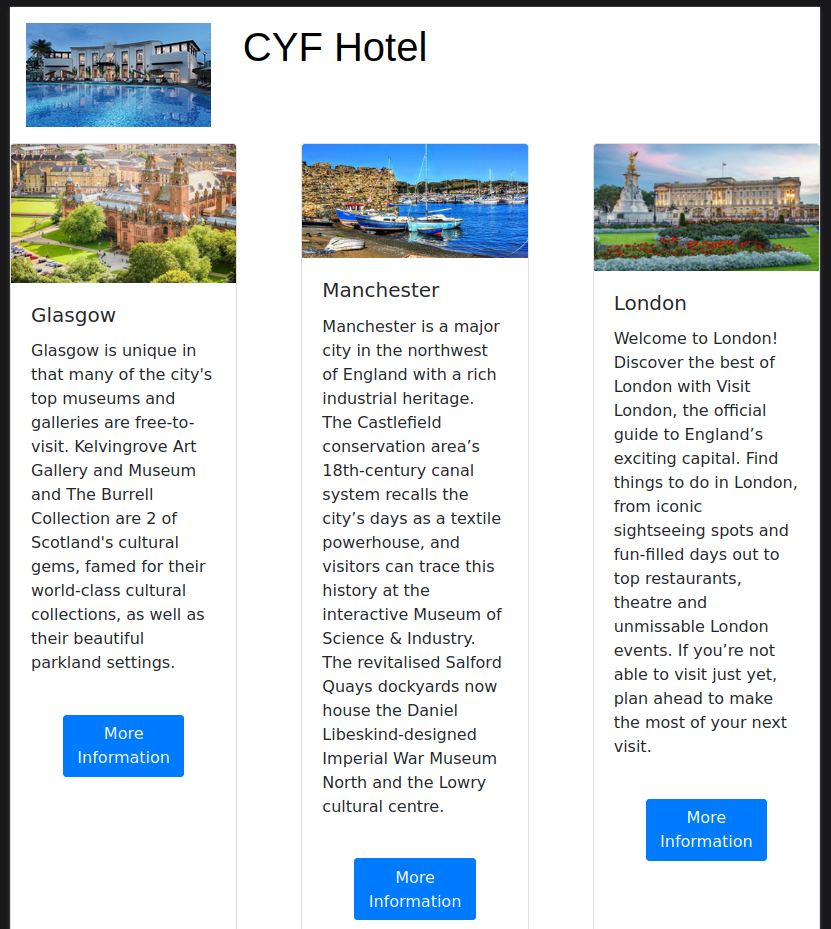 CYF Hotel
Glasgow
Glasgow is unique in
that many of the city's
top museums and
galleries are free-to-
visit. Kelvingrove Art
Gallery and Museum
and The Burrell
Collection are 2 of
Scotland's cultural
gems, famed for their
world-class cultural
collections, as well as
their beautiful
parkland settings.
More
Information
Manchester
Manchester is a major
city in the northwest
of England with a rich
industrial heritage.
The Castlefield
conservation area’s
18th-century canal
system recalls the
city’s days as a textile
powerhouse, and
visitors can trace this
history at the
interactive Museum of
Science & Industry.
The revitalised Salford
Quays dockyards now
house the Daniel
Libeskind-designed
Imperial War Museum
North and the Lowry
cultural centre.
More
Information
London
Welcome to London!
Discover the best of
London with Visit
London, the official
guide to England’s
exciting capital. Find
things to do in London,
from iconic
sightseeing spots and
fun-filled days out to
top restaurants,
theatre and
unmissable London
events. If you’re not
able to visit just yet,
plan ahead to make
the most of your next
visit.
More
Information